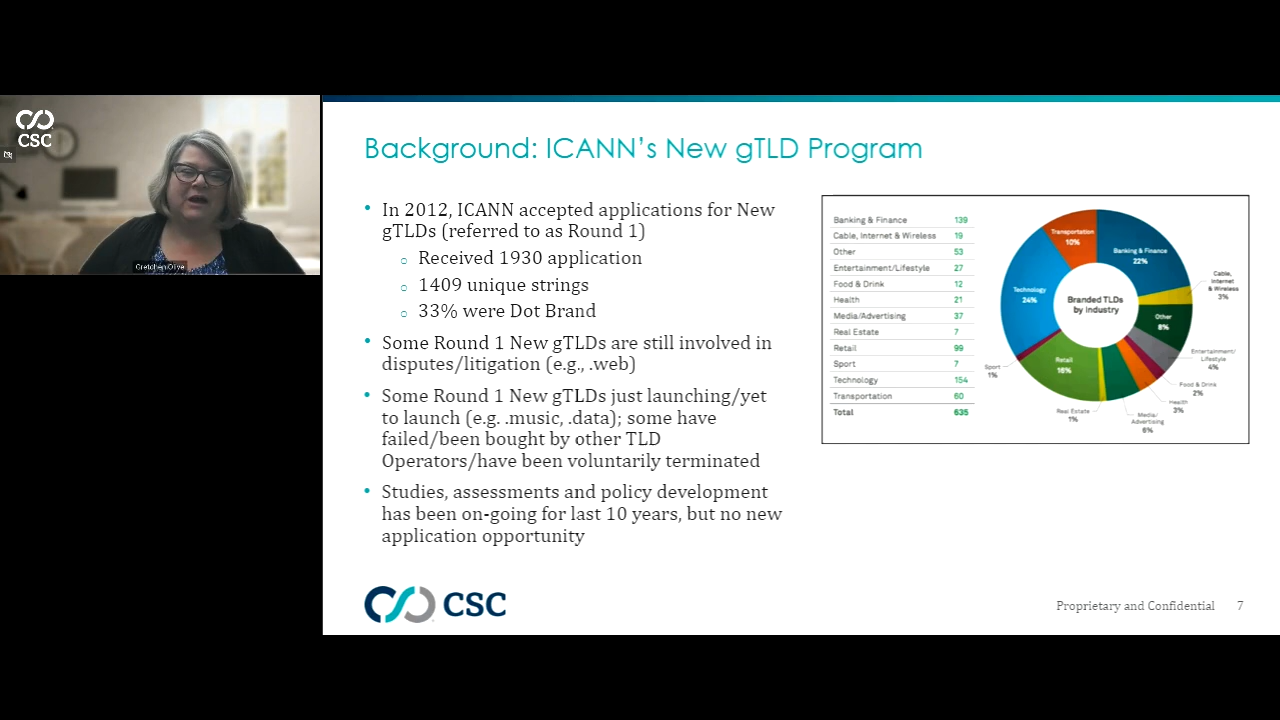 CSC
Gretchen Olive
Background: ICANN's New gTLD Program
• In 2012, ICANN accepted applications for New
gTLDs (referred to as Round 1)
o Received 1930 application
o 1409 unique strings
o 33% were Dot Brand
• Some Round 1 New gTLDs are still involved in
disputes/litigation (e.g., .web)
• Some Round 1 New gTLDs just launching/yet
to launch (e.g. .music, .data); some have
failed/been bought by other TLD
Operators/have been voluntarily terminated
• Studies, assessments and policy development
has been on-going for last 10 years, but no new
application opportunity
Banking & Finance 139
Cable, Internet & Wireless 19
Other 53
Entertainment/Lifestyle 27
Food & Drink 12
Health 21
Media/Advertising 37
Real Estate 7
Retail 99
Sport 7
Technology 154
Transportation 60
Total 635
Branded TLDs
by industry
Transportation
10%
Banking & Finance
22%
Cable,
Internet
& Wireless
3%
Other
8%
Entertainment/
Lifestyle
4%
Food & Drink
2%
Health
3%
Media/
Advertising
6%
Real Estate
1%
Retail
16%
Sport
1%
Technology
24%
CSC
Proprietary and Confidential 7